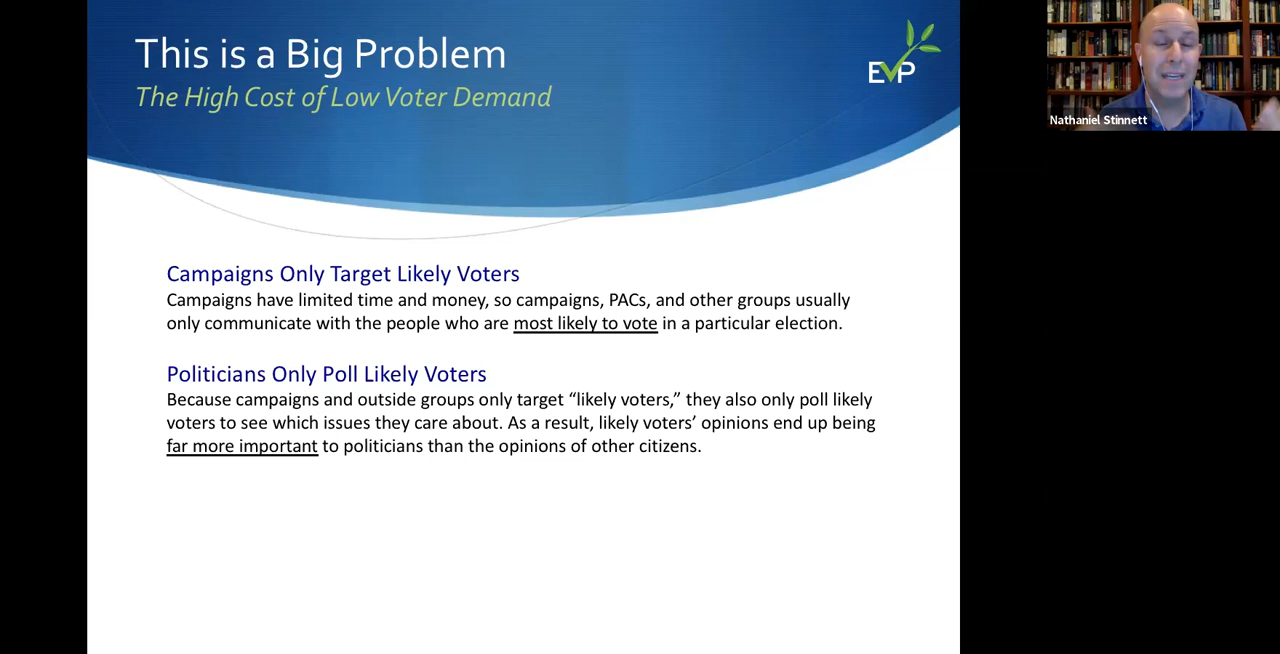 This is a Big Problem
The High Cost of Low Voter Demand
EVP
Nathaniel Stinnett
Campaigns Only Target Likely Voters
Campaigns have limited time and money, so campaigns, PACs, and other groups usually
only communicate with the people who are most likely to vote in a particular election.
Politicians Only Poll Likely Voters
Because campaigns and outside groups only target “likely voters,” they also only poll likely
voters to see which issues they care about. As a result, likely voters’ opinions end up being
far more important to politicians than the opinions of other citizens.